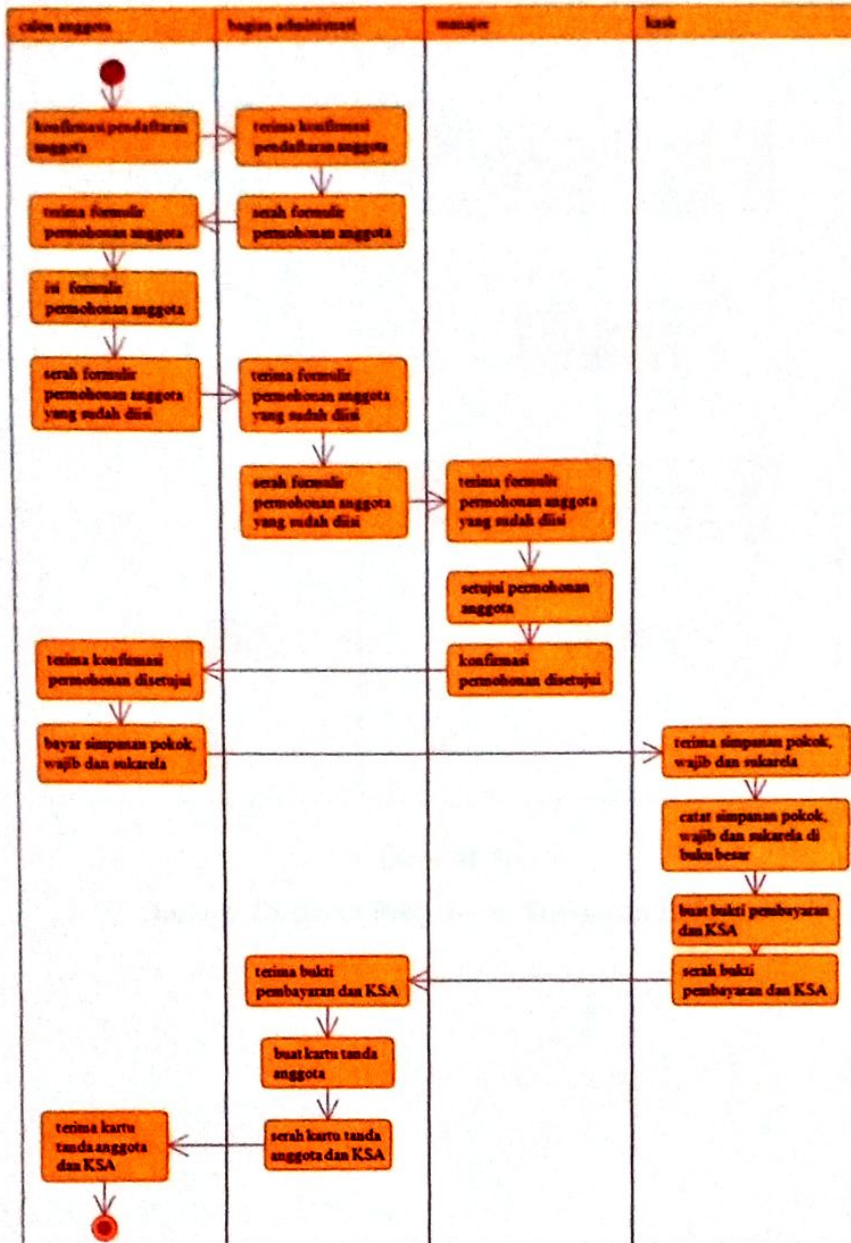 calon anggota
bagian administrasi
manajer
kasir
konfirmasi pendaftaran
anggota
terima konfirmasi
pendaftaran anggota
terima formulir
permohonan anggota
serah formulir
permohonan anggota
isi formulir
permohonan anggota
serah formulir
permohonan anggota
yang sudah diisi
terima formulir
permohonan anggota
yang sudah diisi
serah formulir
permohonan anggota
yang sudah diisi
terima formulir
permohonan anggota
yang sudah diisi
setujui permohonan
anggota
terima konfirmasi
permohonan disetujui
konfirmasi
permohonan disetujui
bayar simpanan pokok,
wajib dan sukarela
terima simpanan pokok,
wajib dan sukarela
catat simpanan pokok,
wajib dan sukarela di
buku besar
buat bukti pembayaran
dan KSA
terima bukti
pembayaran dan KSA
serah bukti
pembayaran dan KSA
buat kartu tanda
anggota
terima kartu
tanda anggota
dan KSA
serah kartu tanda
anggota dan KSA